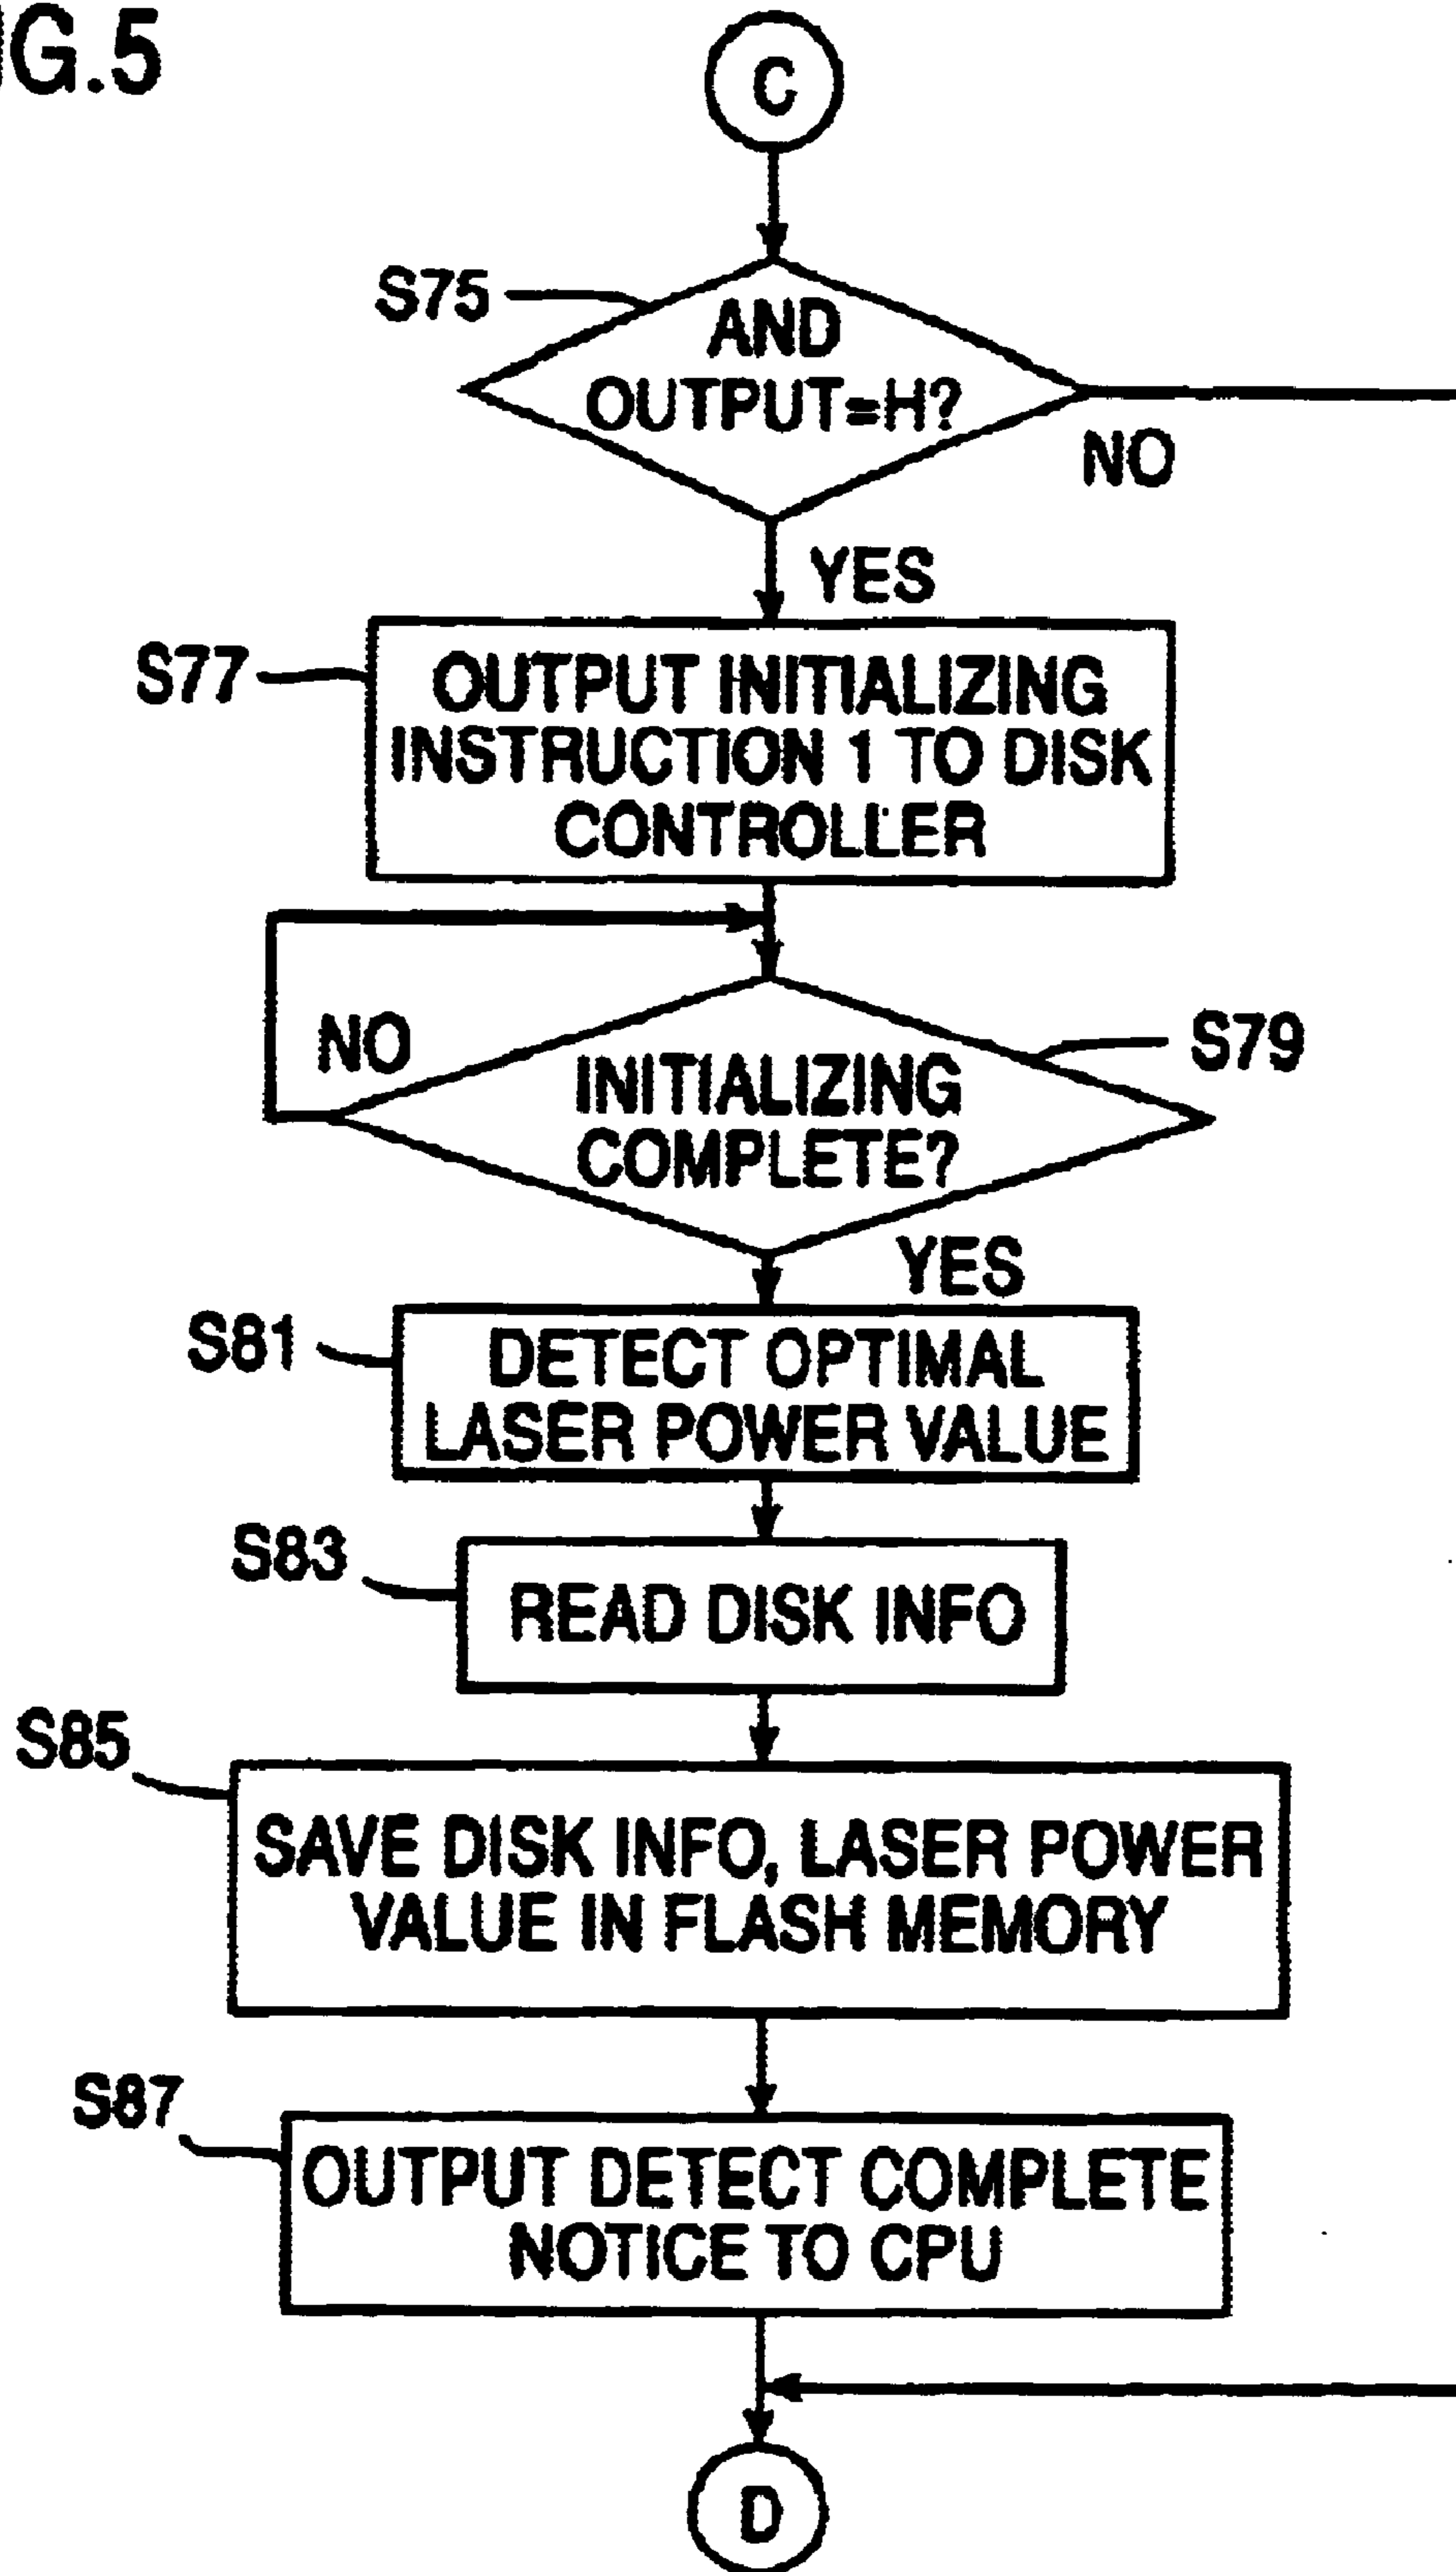 G.5
C
S75
AND
OUTPUT=H?
NO
YES
S77
OUTPUT INITIALIZING
INSTRUCTION 1 TO DISK
CONTROLLER
NO
S79
INITIALIZING
COMPLETE?
YES
S81
DETECT OPTIMAL
LASER POWER VALUE
S83
READ DISK INFO
S85
SAVE DISK INFO, LASER POWER
VALUE IN FLASH MEMORY
S87
OUTPUT DETECT COMPLETE
NOTICE TO CPU
D